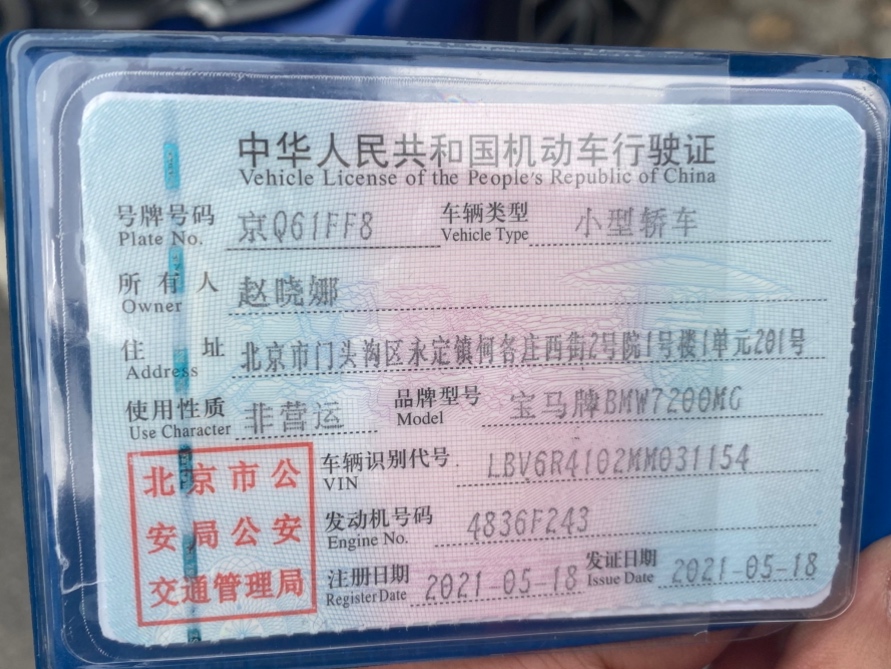 中华人民共和国机动车行驶证
Vehicle License of the People's Republic of China
号牌号码 京Q61FF8 车辆类型 小型轿车
Plate No. Vehicle Type
所有人 赵晓娜
Owner
住址 北京市门头沟区永定镇何各庄西街2号院1号楼1单元201号
Address
使用性质 非营运 品牌型号 宝马牌BMW7200MG
Use Character Model
车辆识别代号 LBV6R4102MM031154
VIN
发动机号码 4836F243
Engine No.
注册日期 2021-05-18 发证日期 2021-05-18
Register Date Issue Date
北京市公
安局公安
交通管理局